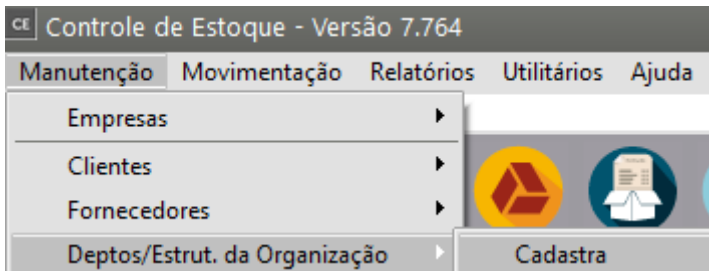 CE Controle de Estoque - Versão 7.764
Manutenção Movimentação Relatórios Utilitários Ajuda
Empresas
Clientes
Fornecedores
Deptos/Estrut. da Organização Cadastra